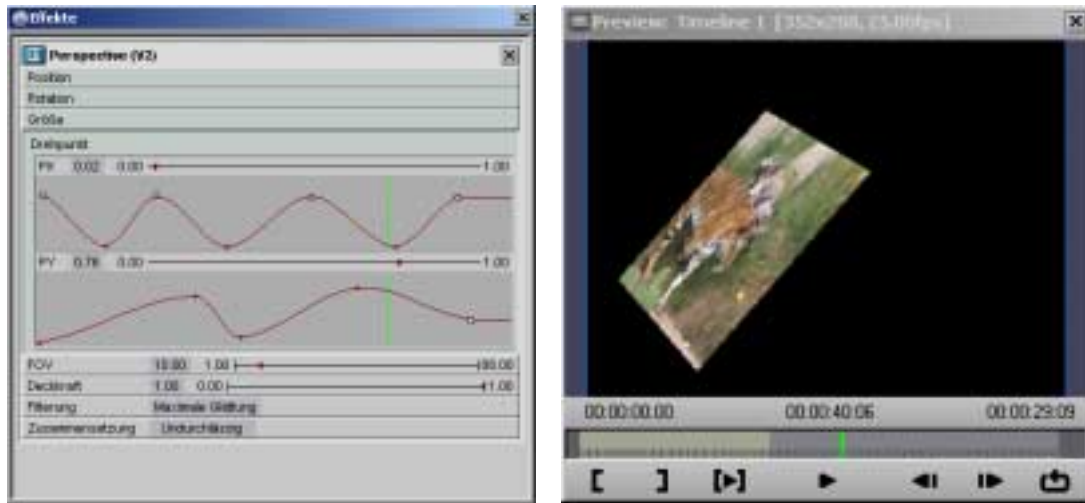 Effekte
Perspective (V2)
Position
Rotation
Größe
Drehpunkt
PX 0.02 0.00 1.00
PY 0.76 0.00 1.00
FOV 10.00 1.00 100.00
Deckkraft 1.00 0.00 1.00
Filterung Maximale Glättung
Zusammensetzung Undurchlässig
Preview: Timeline 1 [352x288, 25.00fps]
00:00:00:00 00:00:40:06 00:00:29:09